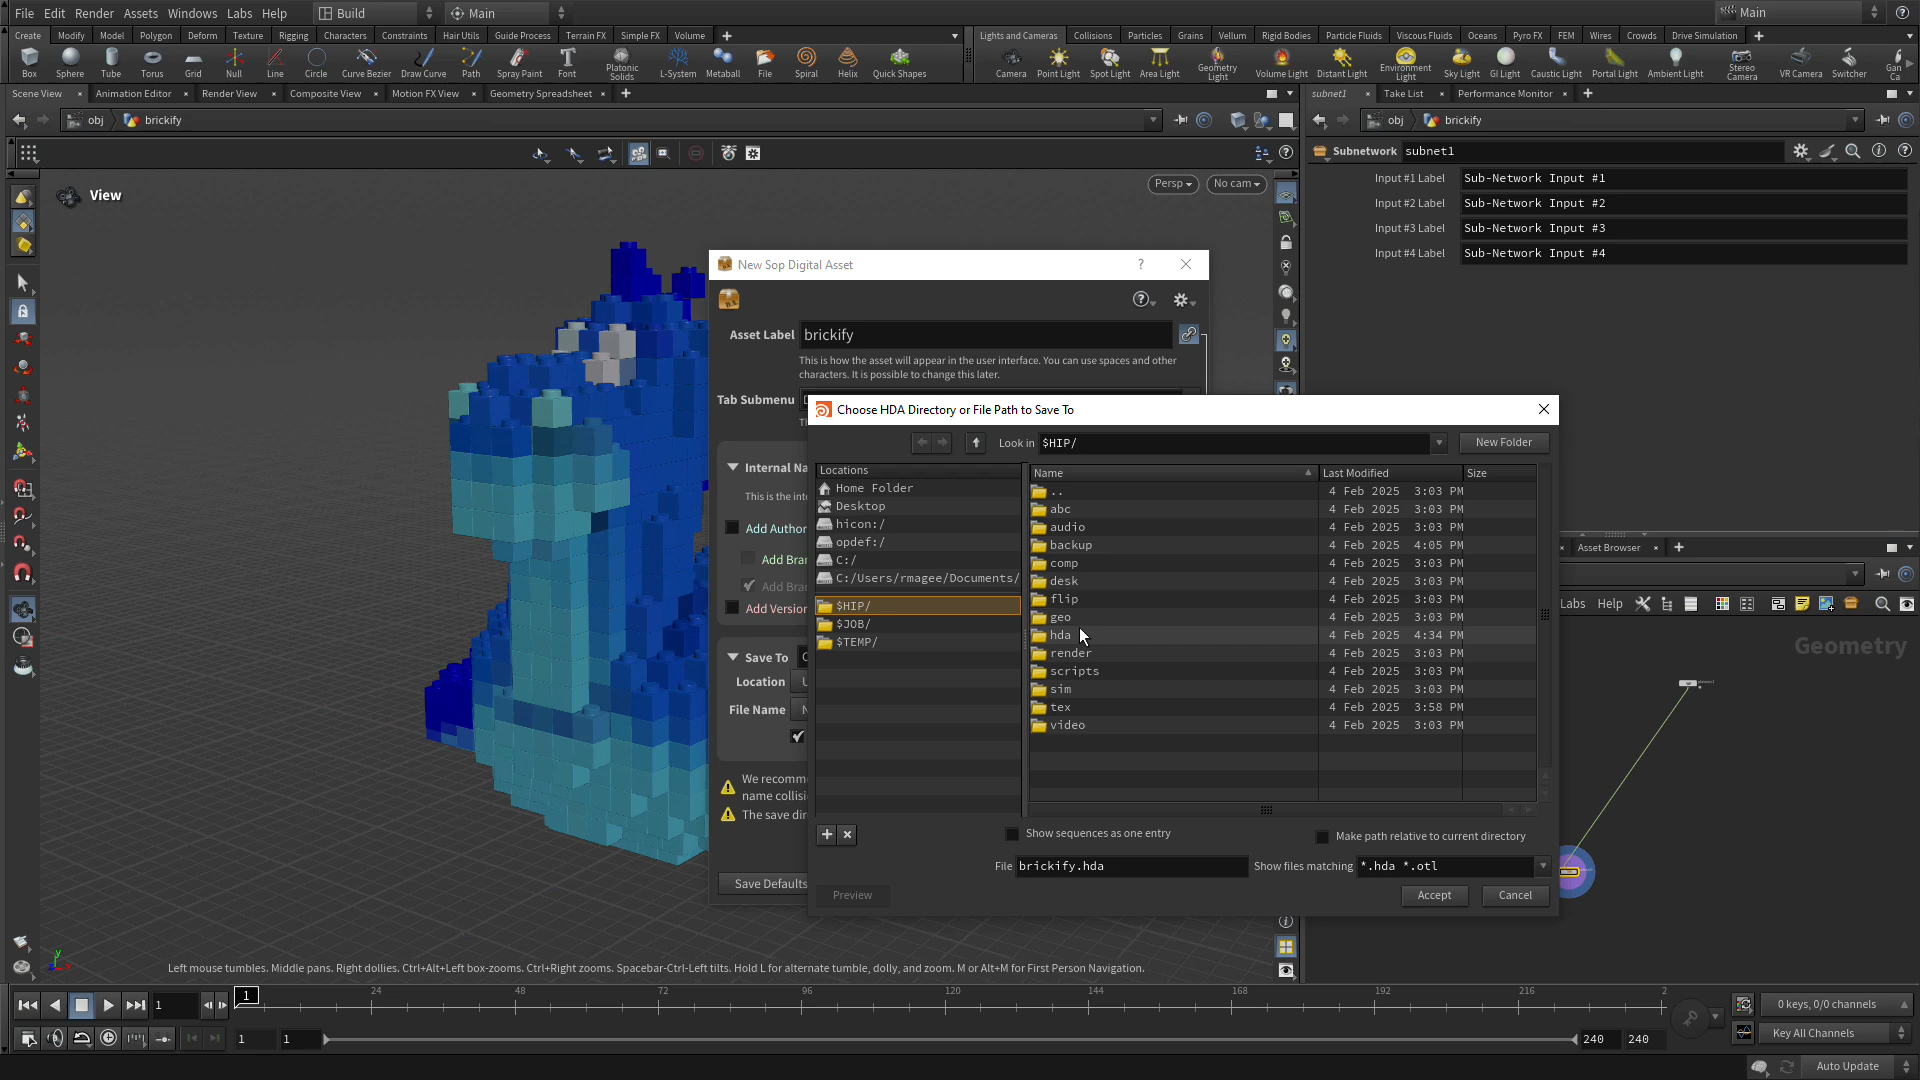 File Edit Render Assets Windows Labs Help Build Main Main
Create Modify Model Polygon Deform Texture Rigging Characters Constraints Hair Utils Guide Process Terrain FX Simple FX Volume
Lights and Cameras Collisions Particles Grains Vellum Rigid Bodies Particle Fluids Viscous Fluids Oceans Pyro FX FEM Wires Crowds Drive Simulation
Box Sphere Tube Torus Grid Null Line Circle Curve Bezier Draw Curve Path Spray Paint Font Platonic Solids L-System Metaball File Spiral Helix Quick Shapes
Camera Point Light Spot Light Area Light Geometry Light Volume Light Distant Light Environment Light Sky Light GI Light Caustic Light Portal Light Ambient Light Stereo Camera VR Camera Switcher Gan Ca
Scene View Animation Editor Render View Composite View Motion FX View Geometry Spreadsheet
subnet1 Take List Performance Monitor
obj brickify
obj brickify
Subnetwork subnet1
Input #1 Label Sub-Network Input #1
Input #2 Label Sub-Network Input #2
Input #3 Label Sub-Network Input #3
Input #4 Label Sub-Network Input #4
View
Persp No cam
New Sop Digital Asset ?
Asset Label brickify
This is how the asset will appear in the user interface. You can use spaces and other
characters. It is possible to change this later.
Tab Submenu
Internal Na
This is the inte
Add Author
Add Bran
Add Bran
Add Version
Save To
Location
File Name
We recomm
name collisi
The save dir
Save Defaults
Choose HDA Directory or File Path to Save To
Look in $HIP/ New Folder
Locations
Home Folder
Desktop
hicon:/
opdef:/
C:/
C:/Users/rmagee/Documents/
$HIP/
$JOB/
$TEMP/
Name Last Modified Size
.. 4 Feb 2025 3:03 PM
abc 4 Feb 2025 3:03 PM
audio 4 Feb 2025 3:03 PM
backup 4 Feb 2025 4:05 PM
comp 4 Feb 2025 3:03 PM
desk 4 Feb 2025 3:03 PM
flip 4 Feb 2025 3:03 PM
geo 4 Feb 2025 3:03 PM
hda 4 Feb 2025 4:34 PM
render 4 Feb 2025 3:03 PM
scripts 4 Feb 2025 3:03 PM
sim 4 Feb 2025 3:03 PM
tex 4 Feb 2025 3:58 PM
video 4 Feb 2025 3:03 PM
Show sequences as one entry Make path relative to current directory
File brickify.hda Show files matching *.hda *.otl
Preview Accept Cancel
Asset Browser
Labs Help
Geometry
Left mouse tumbles. Middle pans. Right dollies. Ctrl+Alt+Left box-zooms. Ctrl+Right zooms. Spacebar-Ctrl-Left tilts. Hold L for alternate tumble, dolly, and zoom. M or Alt+M for First Person Navigation.
1 1 24 48 72 96 120 144 168 192 216 2
0 keys, 0/0 channels
1 1 240 240 Key All Channels
Auto Update